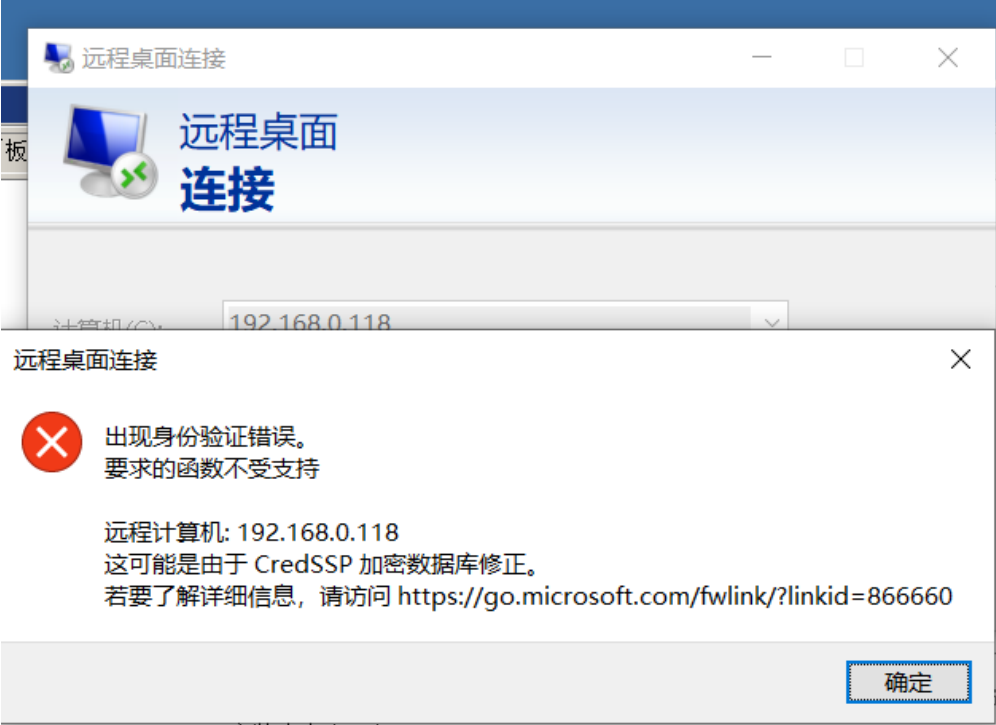 远程桌面连接
远程桌面
连接
板
计算机(C):
192.168.0.118
远程桌面连接
出现身份验证错误。
要求的函数不受支持
远程计算机: 192.168.0.118
这可能是由于 CredSSP 加密数据库修正。
若要了解详细信息，请访问 https://go.microsoft.com/fwlink/?linkid=866660
确定